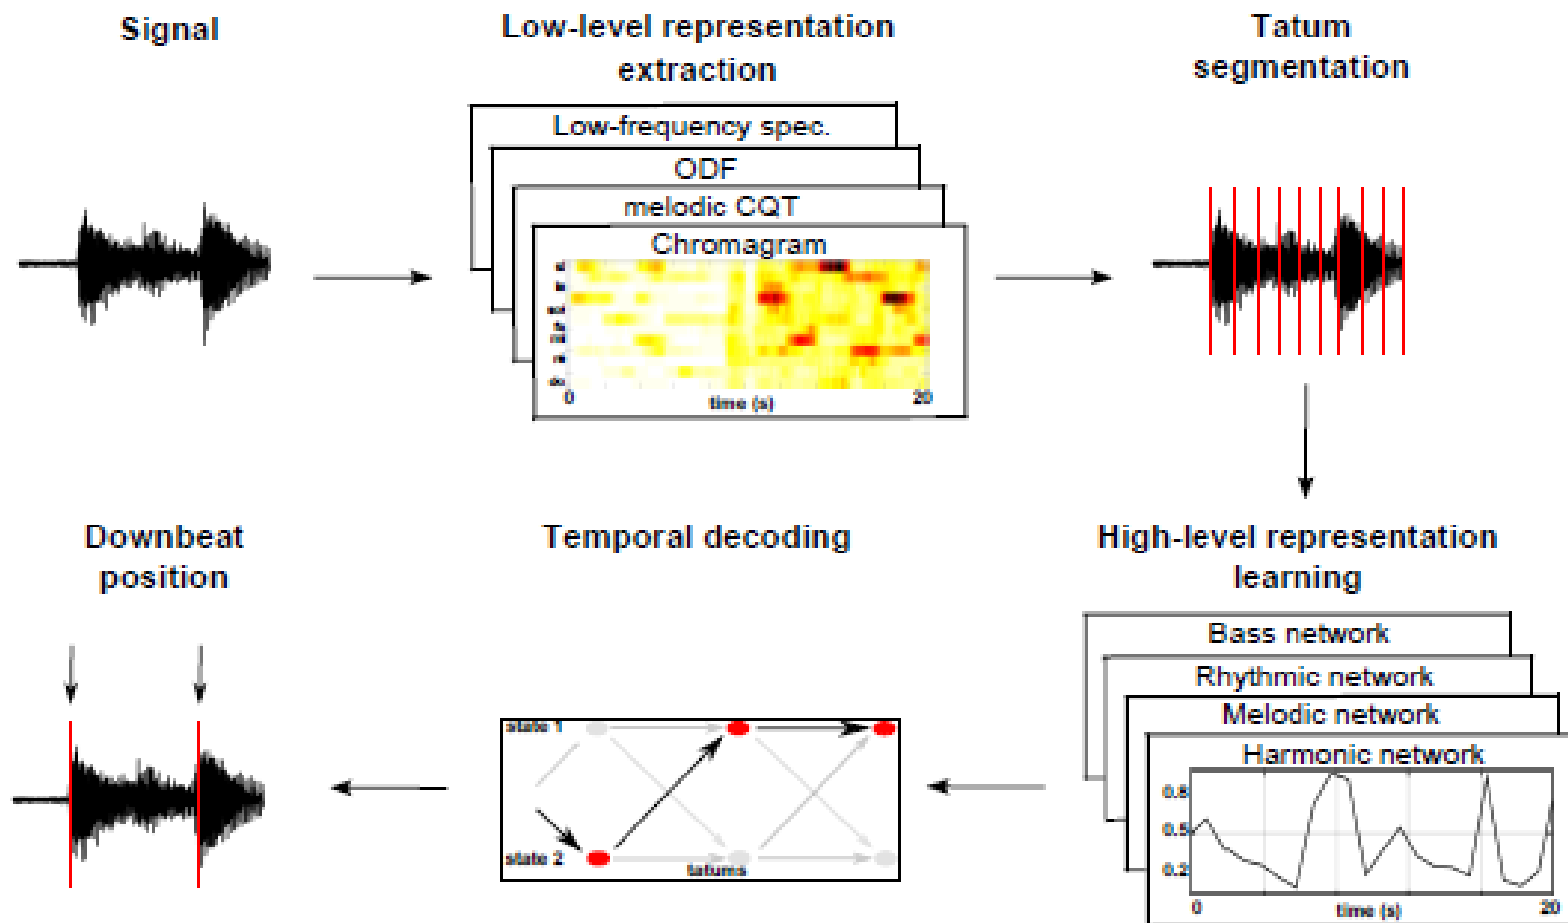 Signal
Low-level representation
extraction
Tatum
segmentation
Low-frequency spec.
ODF
melodic CQT
Chromagram
0
20
time (s)
Downbeat
position
Temporal decoding
High-level representation
learning
Bass network
Rhythmic network
Melodic network
Harmonic network
state 1
state 2
tatums
0.8
0.5
0.2
0
20
time (s)